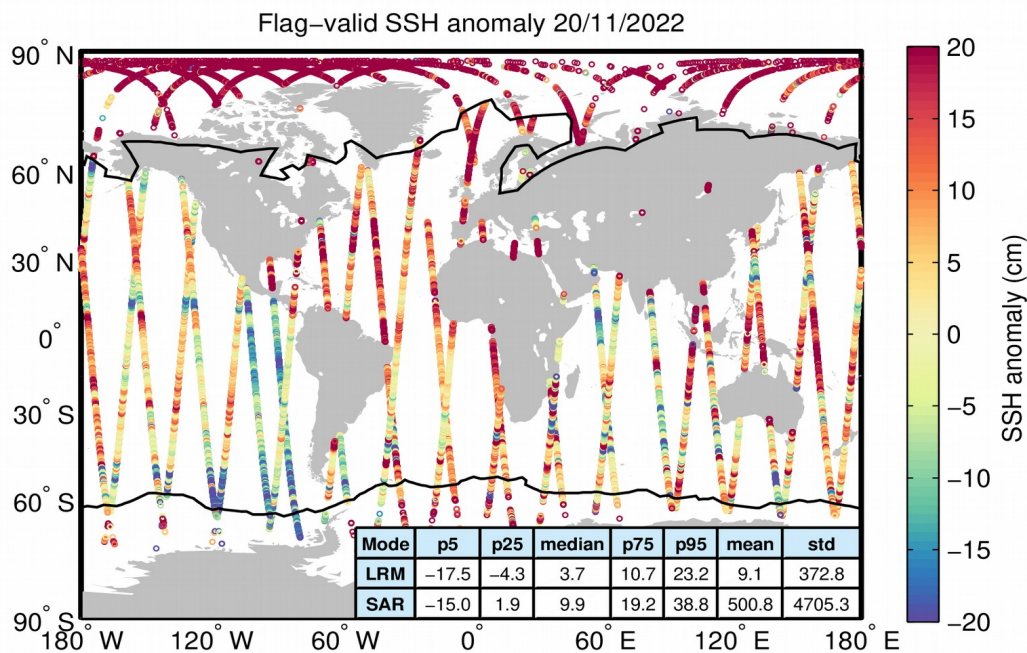 Flag−valid SSH anomaly 20/11/2022
90° N
60° N
30° N
0°
30° S
60° S
90° S
180° W 120° W 60° W 0° 60° E 120° E 180° E
Mode p5 p25 median p75 p95 mean std
LRM −17.5 −4.3 3.7 10.7 23.2 9.1 372.8
SAR −15.0 1.9 9.9 19.2 38.8 500.8 4705.3
20
15
10
5
0
−5
−10
−15
−20
SSH anomaly (cm)